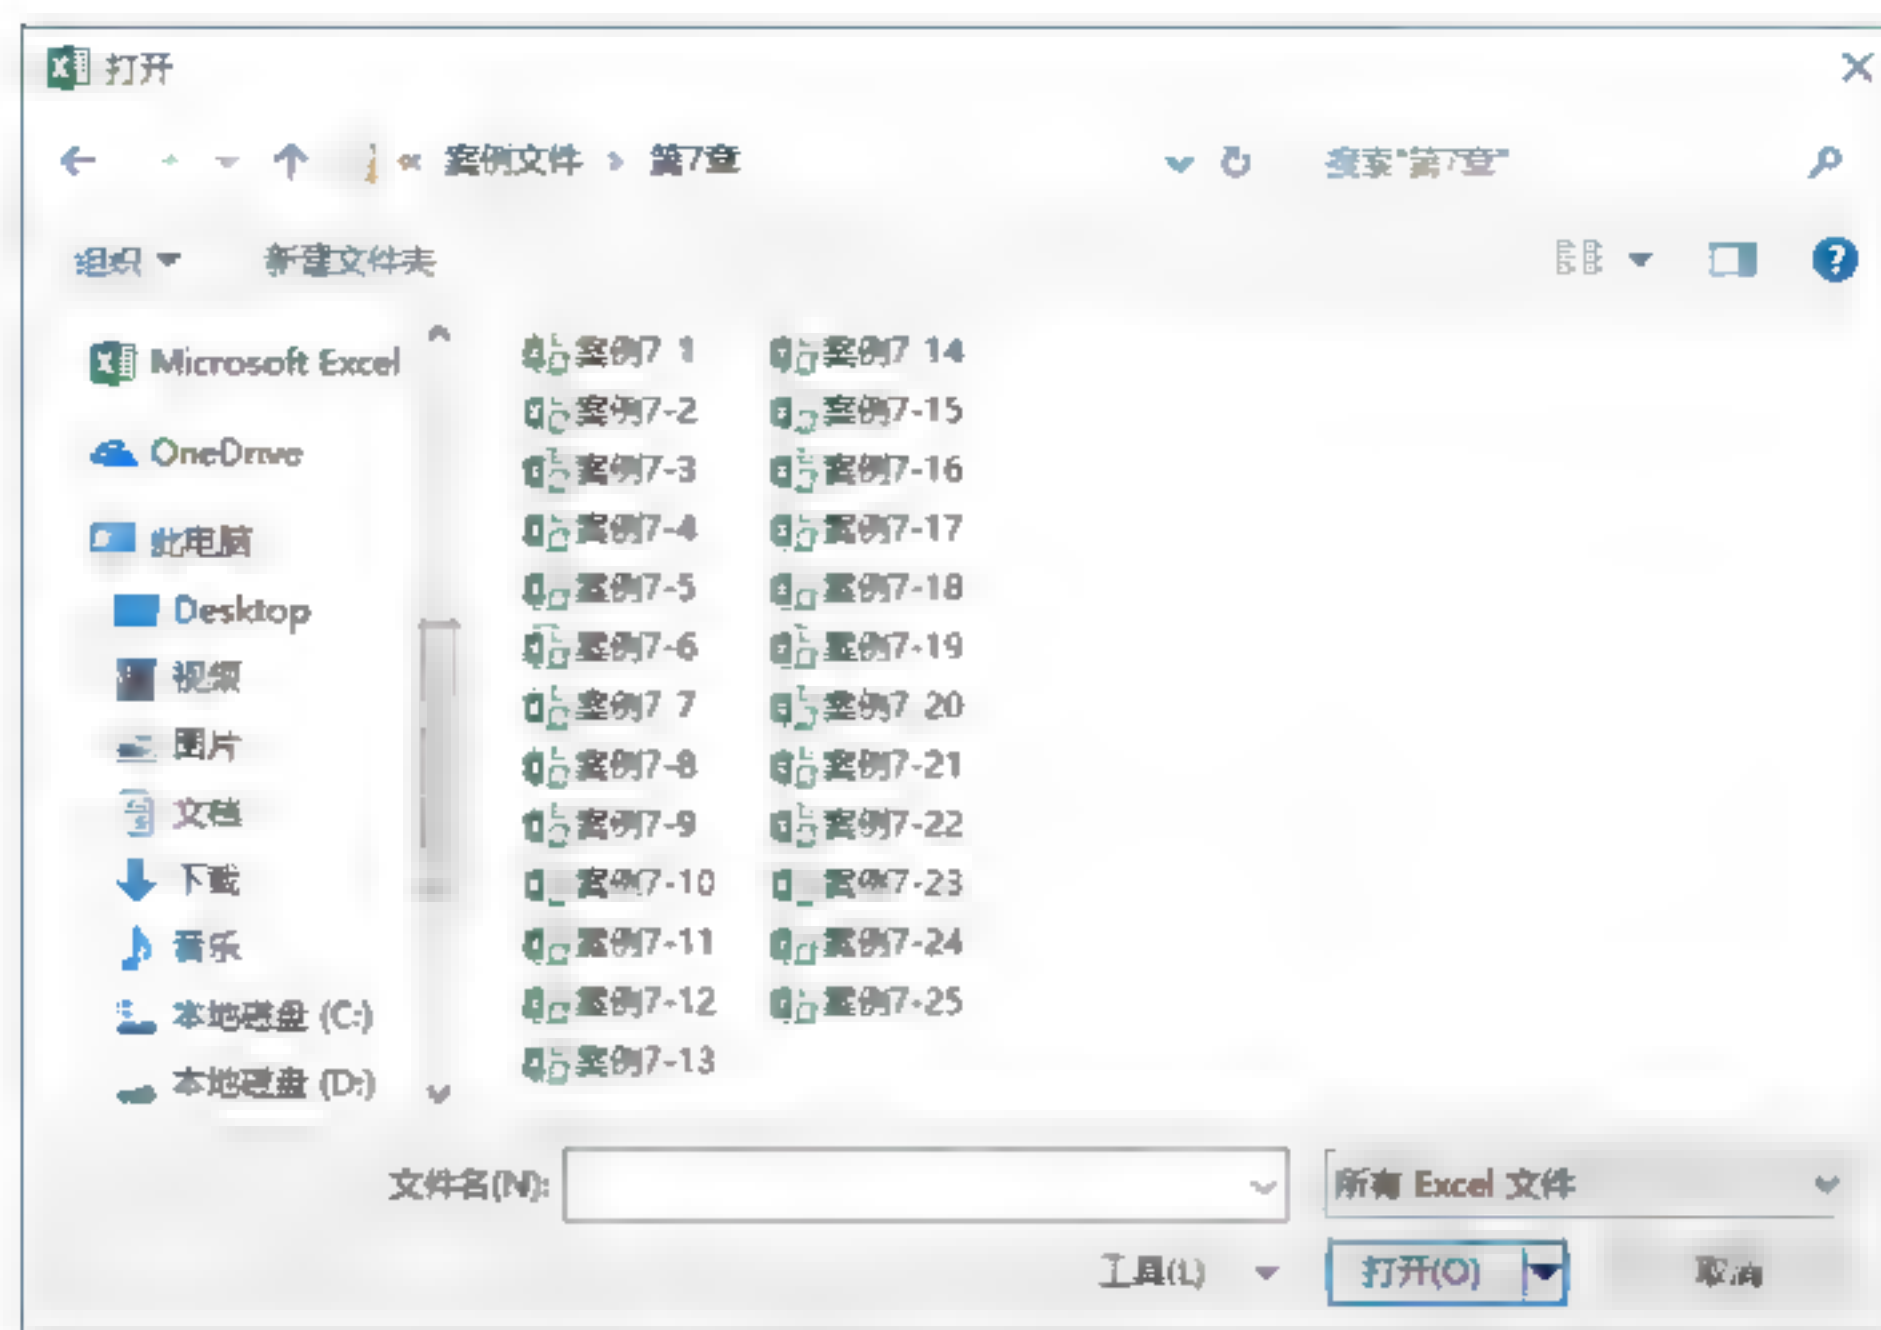 打开
« 案例文件 › 第7章
搜索"第7章"
组织
新建文件夹
Microsoft Excel
OneDrive
此电脑
Desktop
视频
图片
文档
下载
音乐
本地磁盘 (C:)
本地磁盘 (D:)
案例7-1
案例7-2
案例7-3
案例7-4
案例7-5
案例7-6
案例7-7
案例7-8
案例7-9
案例7-10
案例7-11
案例7-12
案例7-13
案例7-14
案例7-15
案例7-16
案例7-17
案例7-18
案例7-19
案例7-20
案例7-21
案例7-22
案例7-23
案例7-24
案例7-25
文件名(N):
所有 Excel 文件
工具(L)
打开(O)
取消